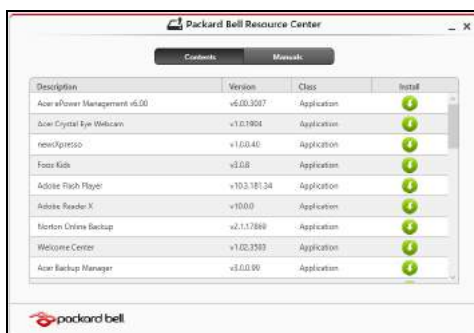 Packard Bell Resource Center
Contents Manuals
Description Version Class Install
Acer ePower Management v6.00 v6.00.3007 Application
Acer Crystal Eye Webcam v1.0.1904 Application
newsXpresso v1.0.0.40 Application
Fooz Kids v3.0.8 Application
Adobe Flash Player v10.3.181.34 Application
Adobe Reader X v10.0.0 Application
Norton Online Backup v2.1.17869 Application
Welcome Center v1.02.3503 Application
Acer Backup Manager v3.0.0.99 Application
packard bell